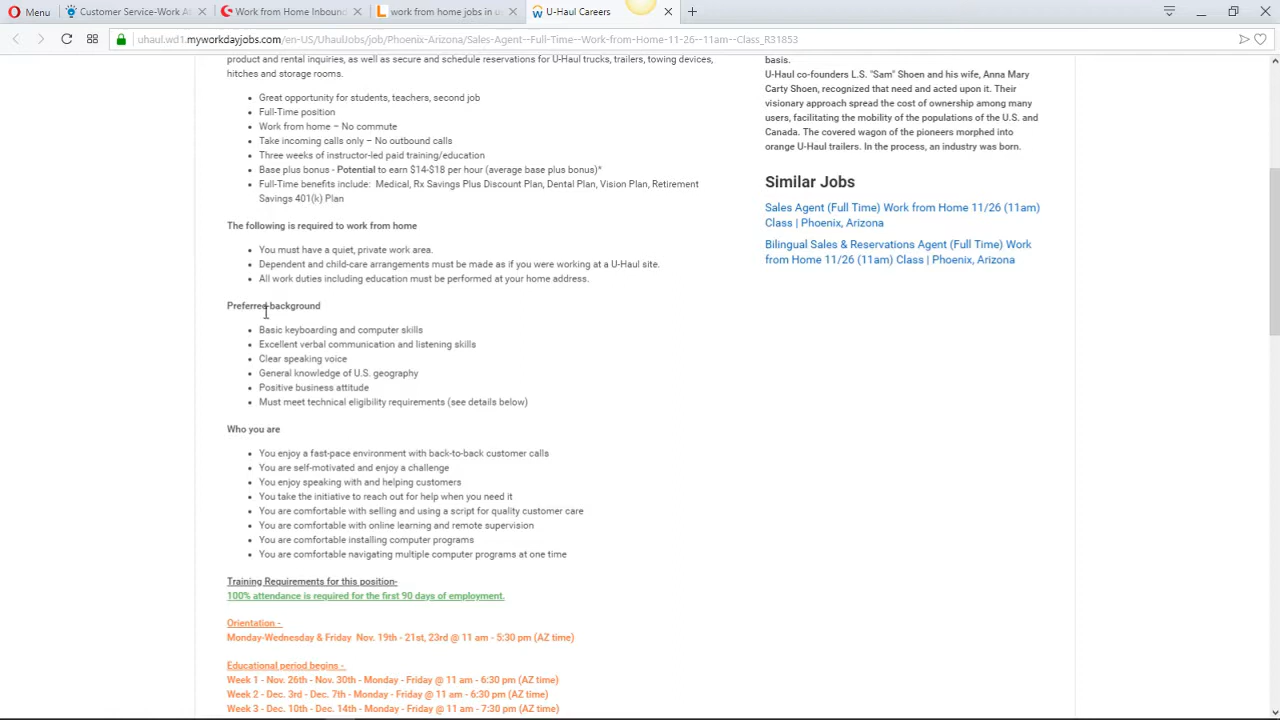 Menu
Customer Service-Work At
Work from Home Inbound
work from home jobs in us
U-Haul Careers
uhaul.wd1.myworkdayjobs.com/en-US/UhaulJobs/job/Phoenix-Arizona/Sales-Agent--Full-Time--Work-from-Home-11-26--11am--Class_R31853
product and rental inquiries, as well as secure and schedule reservations for U-Haul trucks, trailers, towing devices,
hitches and storage rooms.
• Great opportunity for students, teachers, second job
• Full-Time position
• Work from home – No commute
• Take incoming calls only – No outbound calls
• Three weeks of instructor-led paid training/education
• Base plus bonus - Potential to earn $14-$18 per hour (average base plus bonus)*
• Full-Time benefits include: Medical, Rx Savings Plus Discount Plan, Dental Plan, Vision Plan, Retirement
Savings 401(k) Plan
The following is required to work from home
• You must have a quiet, private work area.
• Dependent and child-care arrangements must be made as if you were working at a U-Haul site.
• All work duties including education must be performed at your home address.
Preferred background
• Basic keyboarding and computer skills
• Excellent verbal communication and listening skills
• Clear speaking voice
• General knowledge of U.S. geography
• Positive business attitude
• Must meet technical eligibility requirements (see details below)
Who you are
• You enjoy a fast-pace environment with back-to-back customer calls
• You are self-motivated and enjoy a challenge
• You enjoy speaking with and helping customers
• You take the initiative to reach out for help when you need it
• You are comfortable with selling and using a script for quality customer care
• You are comfortable with online learning and remote supervision
• You are comfortable installing computer programs
• You are comfortable navigating multiple computer programs at one time
Training Requirements for this position-
100% attendance is required for the first 90 days of employment.
Orientation -
Monday-Wednesday & Friday Nov. 19th - 21st, 23rd @ 11 am - 5:30 pm (AZ time)
Educational period begins -
Week 1 - Nov. 26th - Nov. 30th - Monday - Friday @ 11 am - 6:30 pm (AZ time)
Week 2 - Dec. 3rd - Dec. 7th - Monday - Friday @ 11 am - 6:30 pm (AZ time)
Week 3 - Dec. 10th - Dec. 14th - Monday - Friday @ 11 am - 7:30 pm (AZ time)
basis.
U-Haul co-founders L.S. "Sam" Shoen and his wife, Anna Mary
Carty Shoen, recognized that need and acted upon it. Their
visionary approach spread the cost of ownership among many
users, facilitating the mobility of the populations of the U.S. and
Canada. The covered wagon of the pioneers morphed into
orange U-Haul trailers. In the process, an industry was born.
Similar Jobs
Sales Agent (Full Time) Work from Home 11/26 (11am)
Class | Phoenix, Arizona
Bilingual Sales & Reservations Agent (Full Time) Work
from Home 11/26 (11am) Class | Phoenix, Arizona